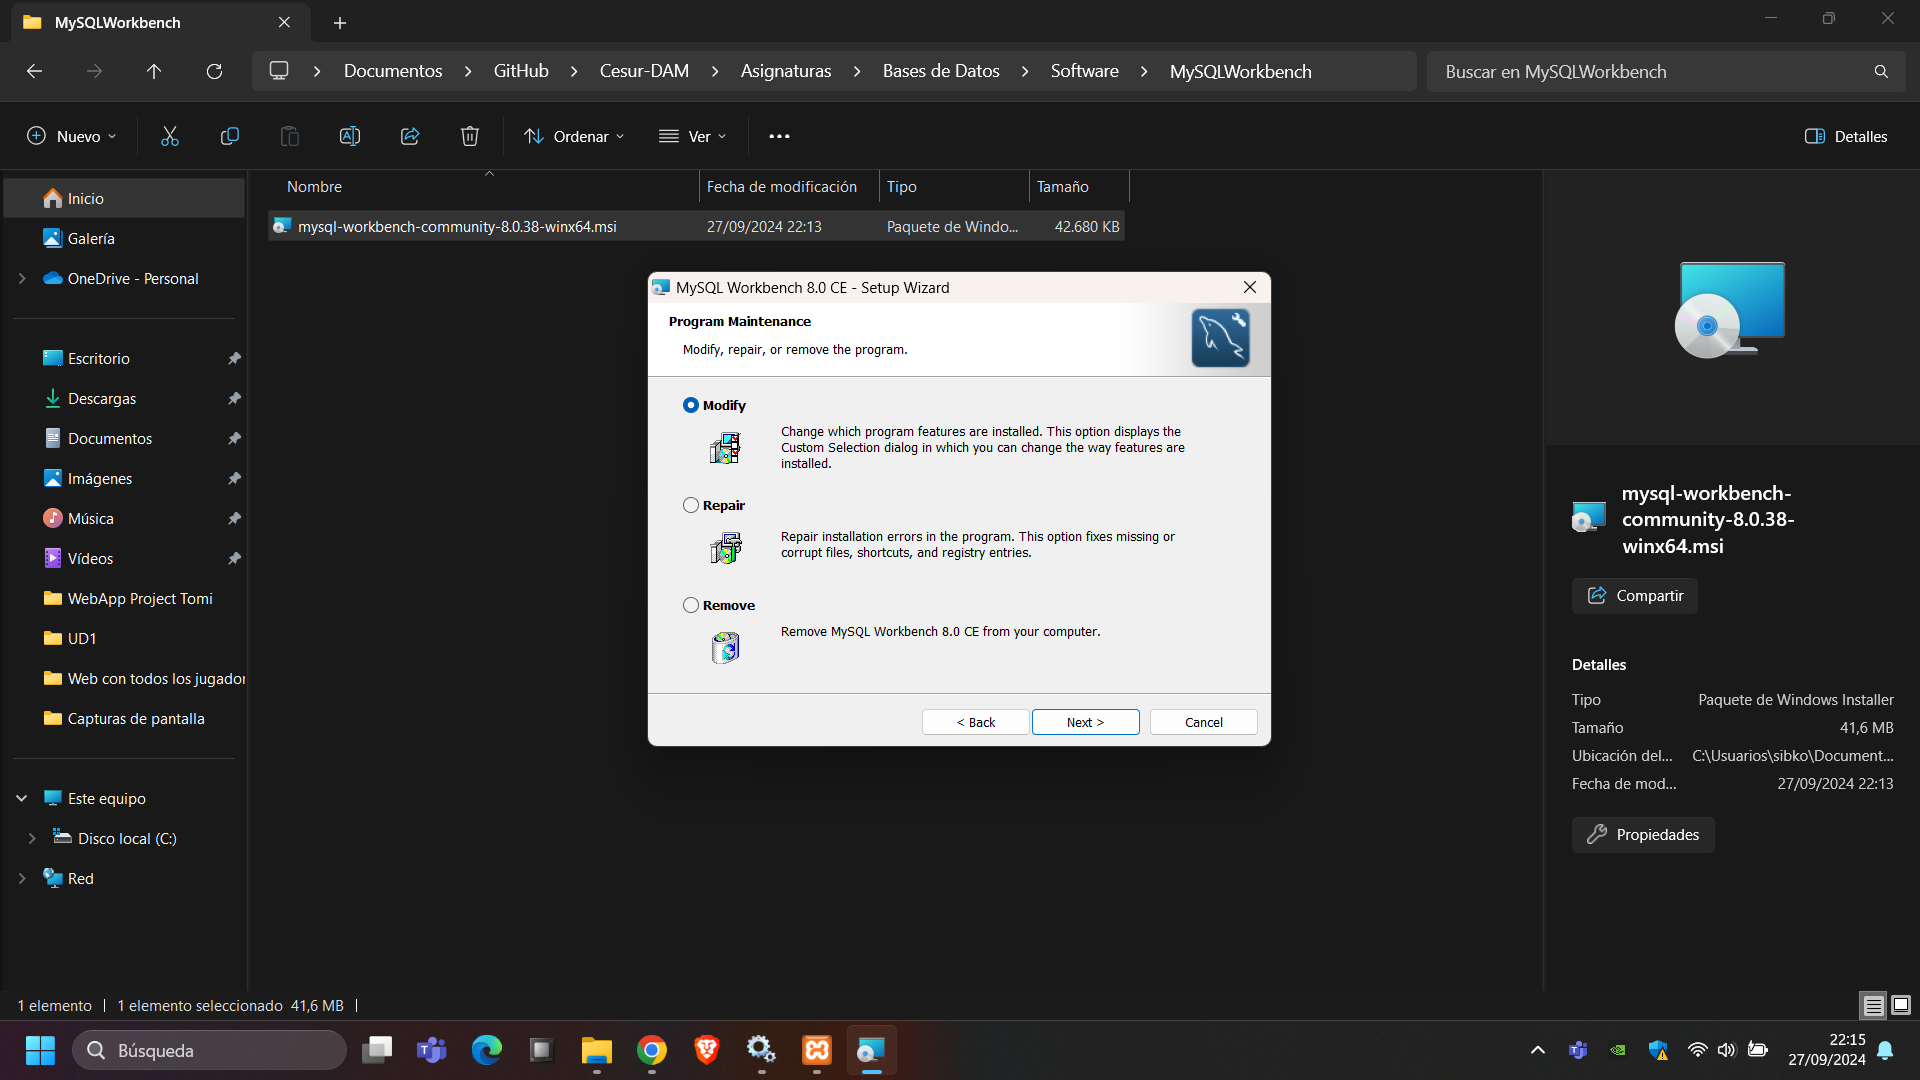 MySQLWorkbench
Documentos
GitHub
Cesur-DAM
Asignaturas
Bases de Datos
Software
MySQLWorkbench
Buscar en MySQLWorkbench
Nuevo
Ordenar
Ver
Detalles
Nombre
Fecha de modificación
Tipo
Tamaño
mysql-workbench-community-8.0.38-winx64.msi
27/09/2024 22:13
Paquete de Windo...
42.680 KB
Inicio
Galería
OneDrive - Personal
Escritorio
Descargas
Documentos
Imágenes
Música
Vídeos
WebApp Project Tomi
UD1
Web con todos los jugador
Capturas de pantalla
Este equipo
Disco local (C:)
Red
MySQL Workbench 8.0 CE - Setup Wizard
Program Maintenance
Modify, repair, or remove the program.
Modify
Change which program features are installed. This option displays the
Custom Selection dialog in which you can change the way features are
installed.
Repair
Repair installation errors in the program. This option fixes missing or
corrupt files, shortcuts, and registry entries.
Remove
Remove MySQL Workbench 8.0 CE from your computer.
< Back
Next >
Cancel
mysql-workbench-
community-8.0.38-
winx64.msi
Compartir
Detalles
Tipo
Paquete de Windows Installer
Tamaño
41,6 MB
Ubicación del...
C:\Usuarios\sibko\Document...
Fecha de mod...
27/09/2024 22:13
Propiedades
1 elemento
1 elemento seleccionado 41,6 MB
Búsqueda
22:15
27/09/2024